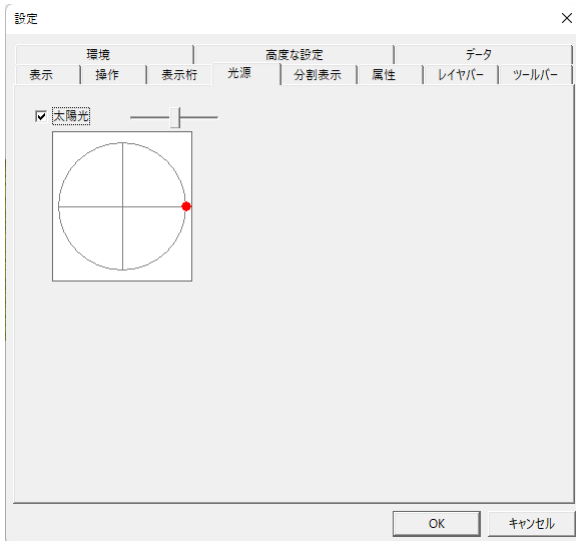 設定
環境 高度な設定 データ
表示 操作 表示桁 光源 分割表示 属性 レイヤバー ツールバー
太陽光
OK キャンセル